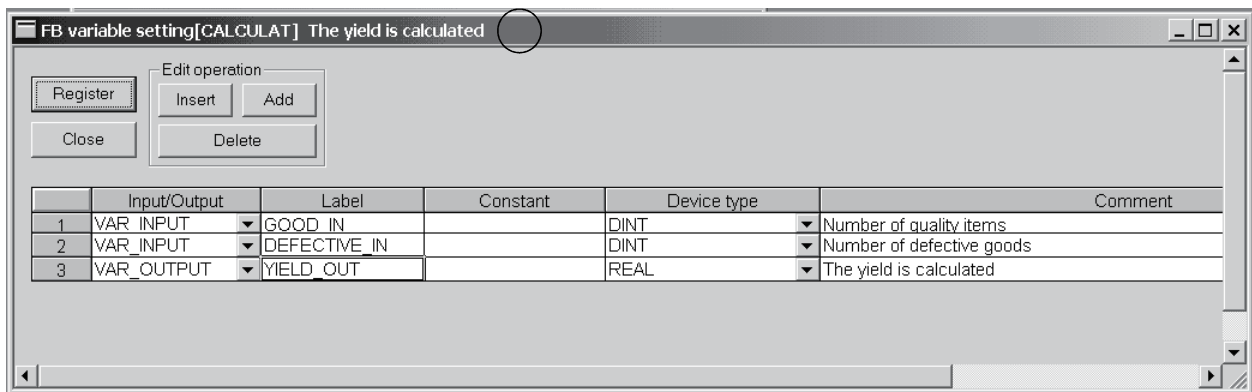 FB variable setting[CALCULAT] The yield is calculated
Edit operation
Register Insert Add
Close Delete
Input/Output Label Constant Device type Comment
1 VAR_INPUT GOOD_IN DINT Number of quality items
2 VAR_INPUT DEFECTIVE_IN DINT Number of defective goods
3 VAR_OUTPUT YIELD_OUT REAL The yield is calculated